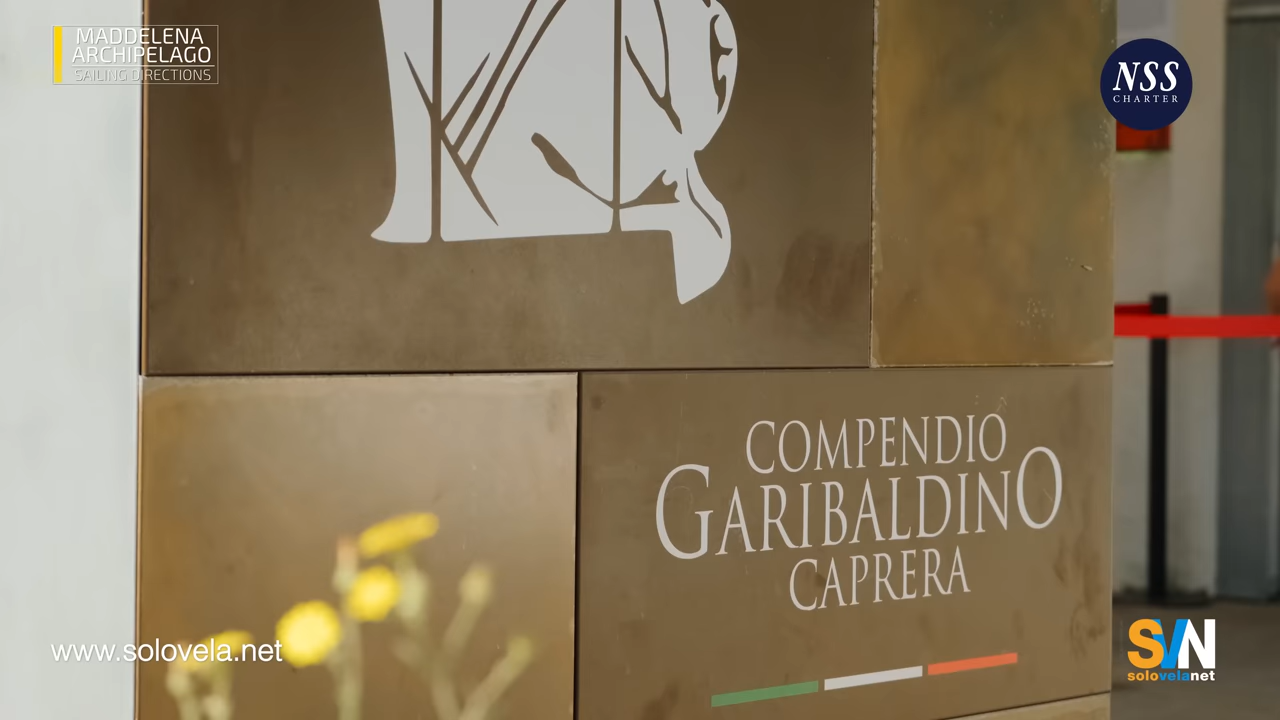 MADDELENA
ARCHIPELAGO
SAILING DIRECTIONS
NSS
CHARTER
COMPENDIO
GARIBALDINO
CAPRERA
www.solovela.net
SVN
solovelanet